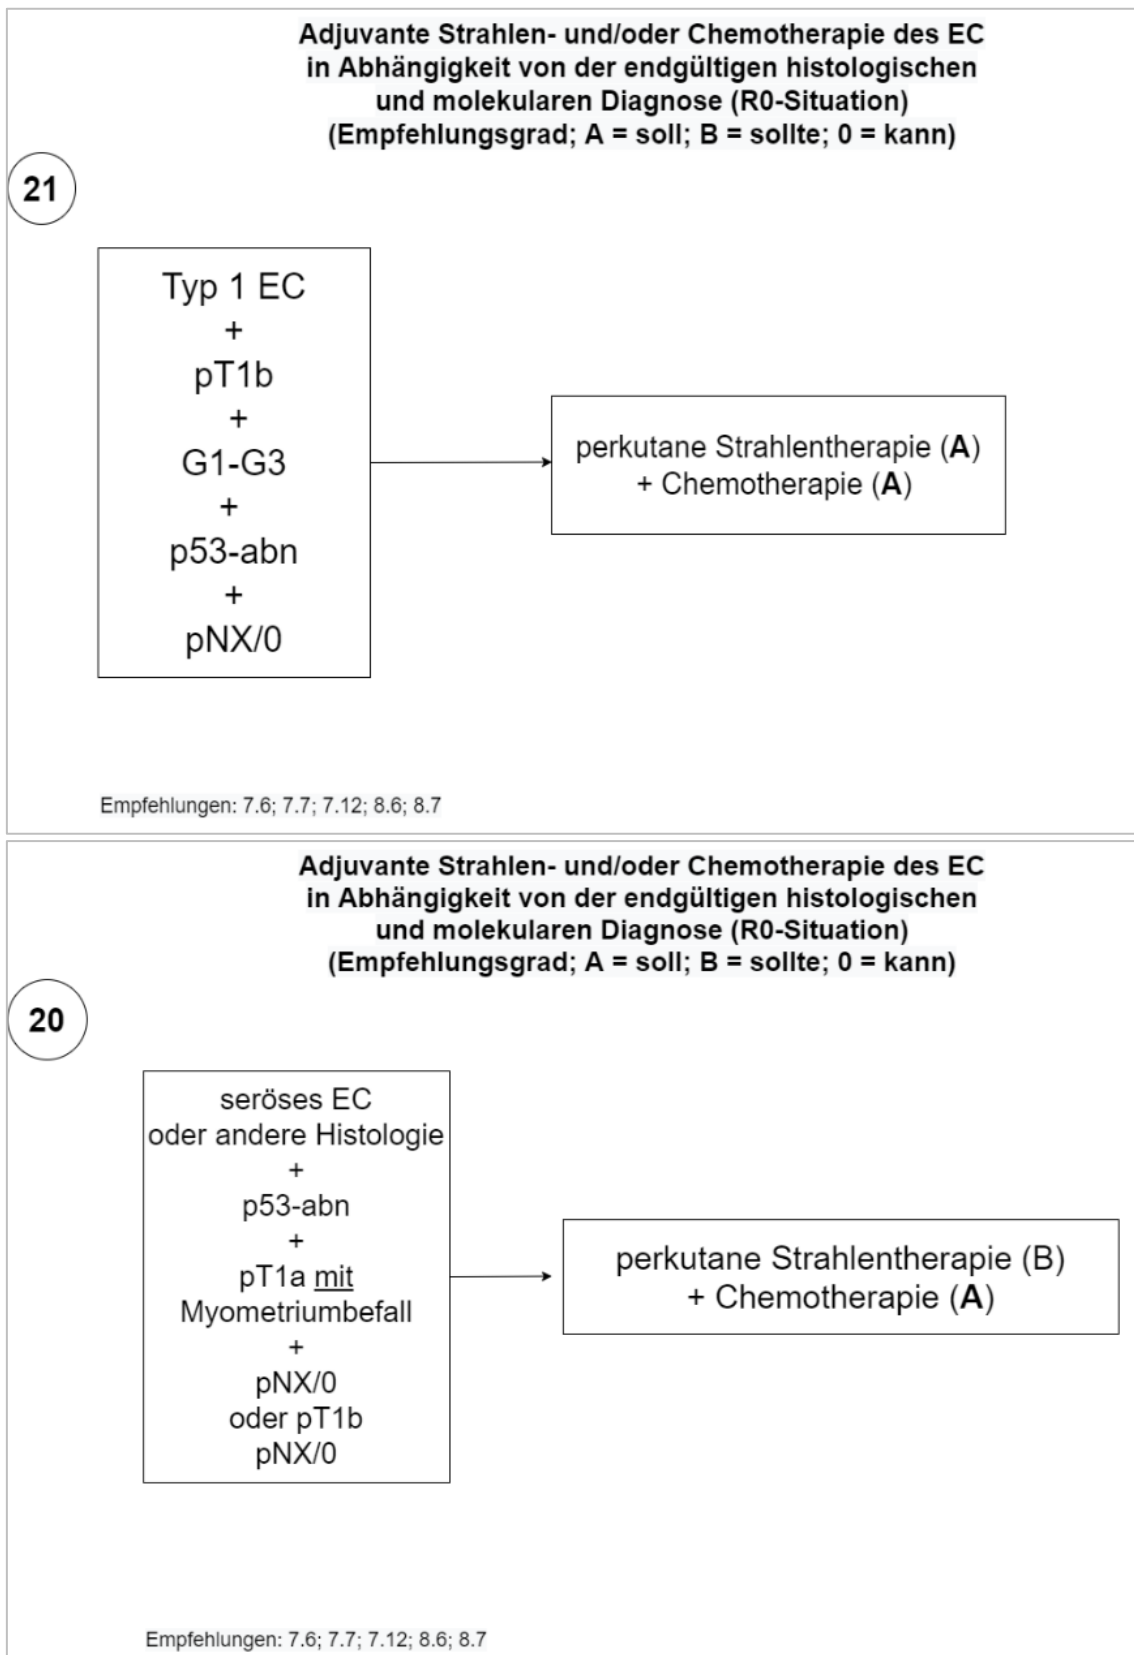 Adjuvante Strahlen- und/oder Chemotherapie des EC
in Abhängigkeit von der endgültigen histologischen
und molekularen Diagnose (R0-Situation)
(Empfehlungsgrad; A = soll; B = sollte; 0 = kann)
21
Typ 1 EC
+
pT1b
+
G1-G3
+
p53-abn
+
pNX/0
perkutane Strahlentherapie (A)
+ Chemotherapie (A)
Empfehlungen: 7.6; 7.7; 7.12; 8.6; 8.7
Adjuvante Strahlen- und/oder Chemotherapie des EC
in Abhängigkeit von der endgültigen histologischen
und molekularen Diagnose (R0-Situation)
(Empfehlungsgrad; A = soll; B = sollte; 0 = kann)
20
seröses EC
oder andere Histologie
+
p53-abn
+
pT1a mit
Myometriumbefall
+
pNX/0
oder pT1b
pNX/0
perkutane Strahlentherapie (B)
+ Chemotherapie (A)
Empfehlungen: 7.6; 7.7; 7.12; 8.6; 8.7